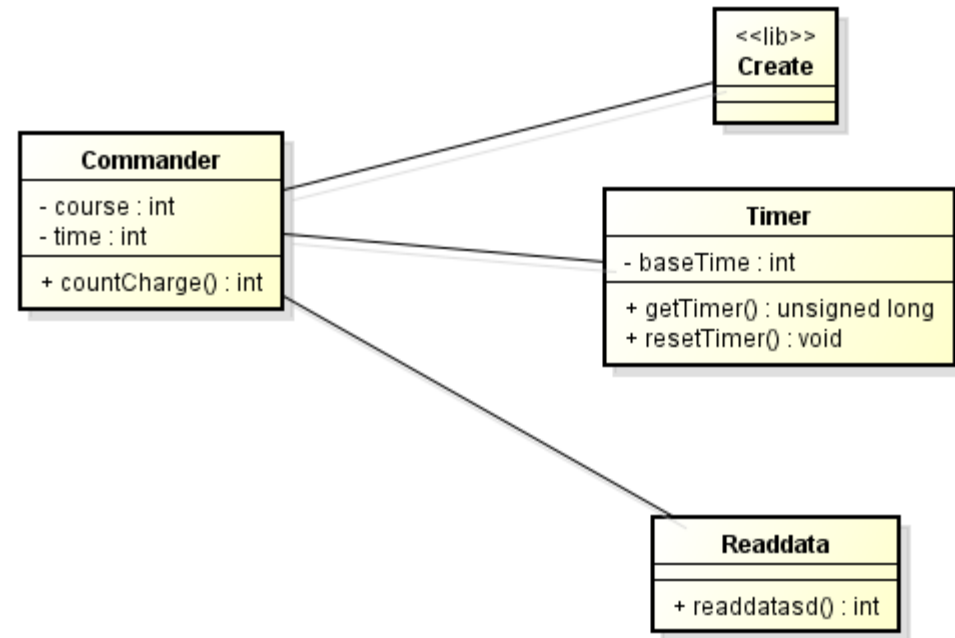 <<lib>>
Create
Commander
- course : int
- time : int
+ countCharge() : int
Timer
- baseTime : int
+ getTimer() : unsigned long
+ resetTimer() : void
Readdata
+ readdatasd() : int